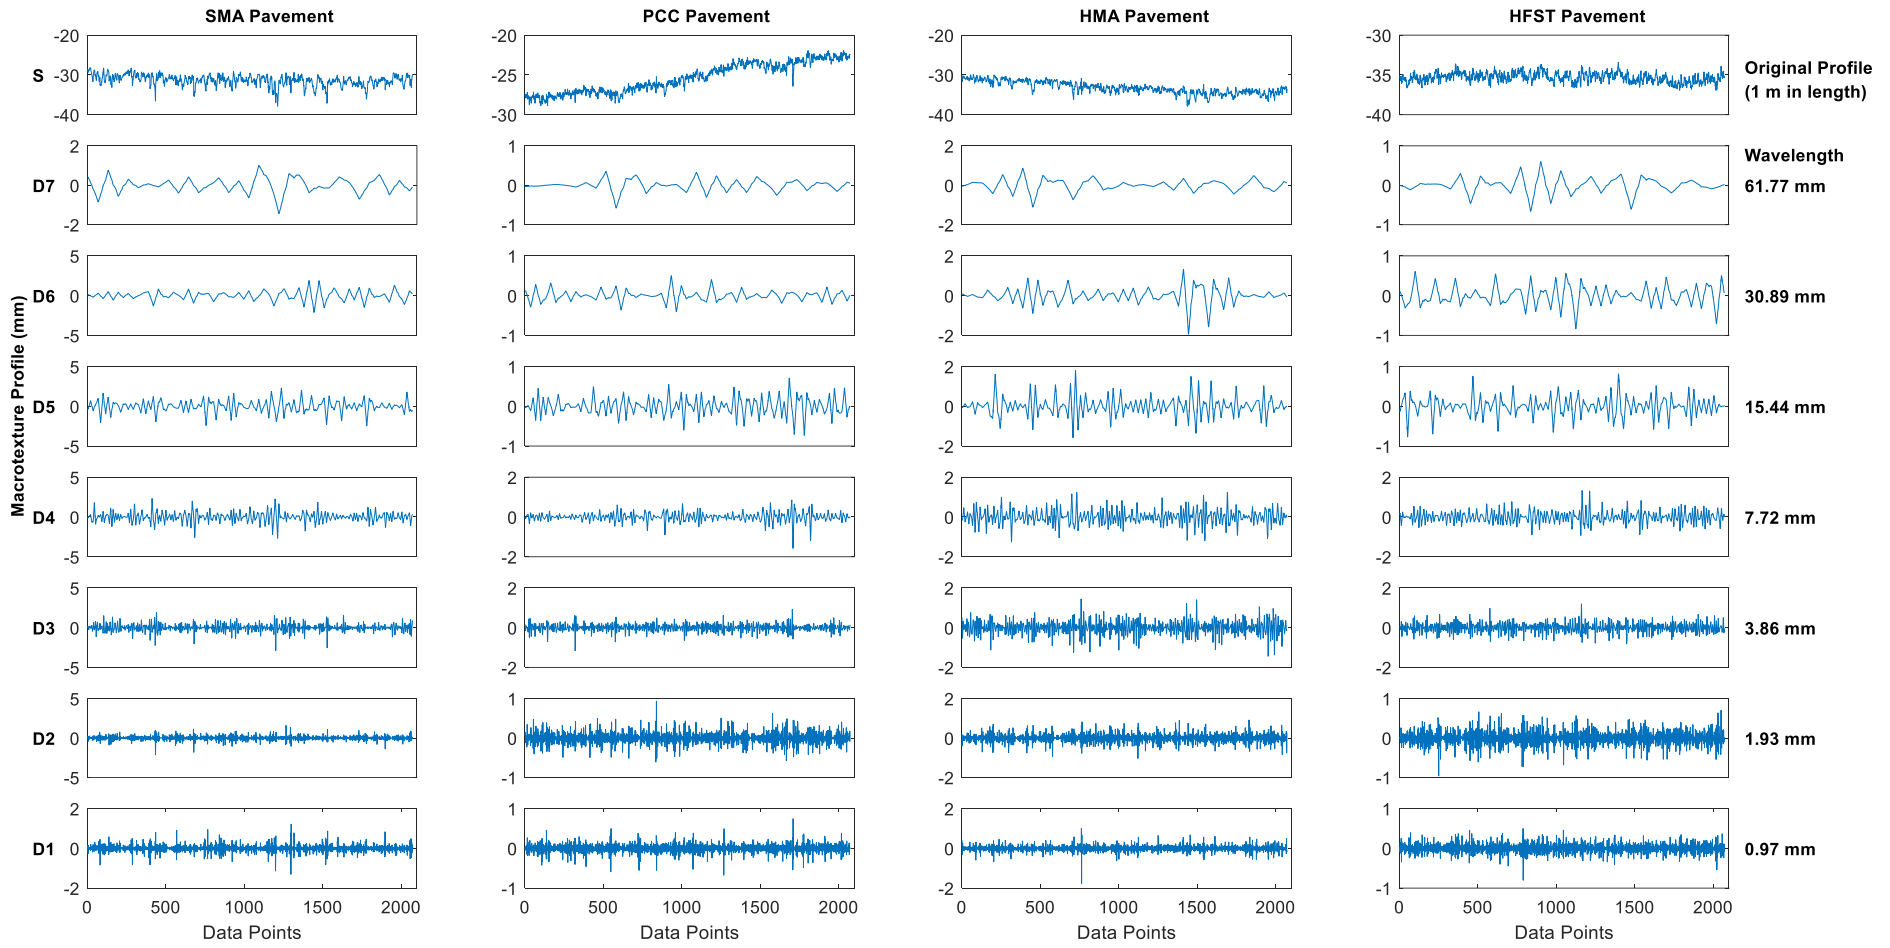 SMA Pavement PCC Pavement HMA Pavement HFST Pavement
Macrotexture Profile (mm)
S -20 -30 -40 -20 -25 -30 -20 -30 -40 -30 -35 -40 Original Profile
(1 m in length)
Wavelength
D7 2 0 -2 1 0 -1 2 0 -2 1 0 -1 61.77 mm
D6 5 0 -5 1 0 -1 2 0 -2 1 0 -1 30.89 mm
D5 5 0 -5 1 0 -1 2 0 -2 1 0 -1 15.44 mm
D4 5 0 -5 2 0 -2 2 0 -2 2 0 -2 7.72 mm
D3 5 0 -5 2 0 -2 2 0 -2 2 0 -2 3.86 mm
D2 5 0 -5 1 0 -1 2 0 -2 1 0 -1 1.93 mm
D1 2 0 -2 1 0 -1 2 0 -2 1 0 -1 0.97 mm
0 500 1000 1500 2000 0 500 1000 1500 2000 0 500 1000 1500 2000 0 500 1000 1500 2000
Data Points Data Points Data Points Data Points